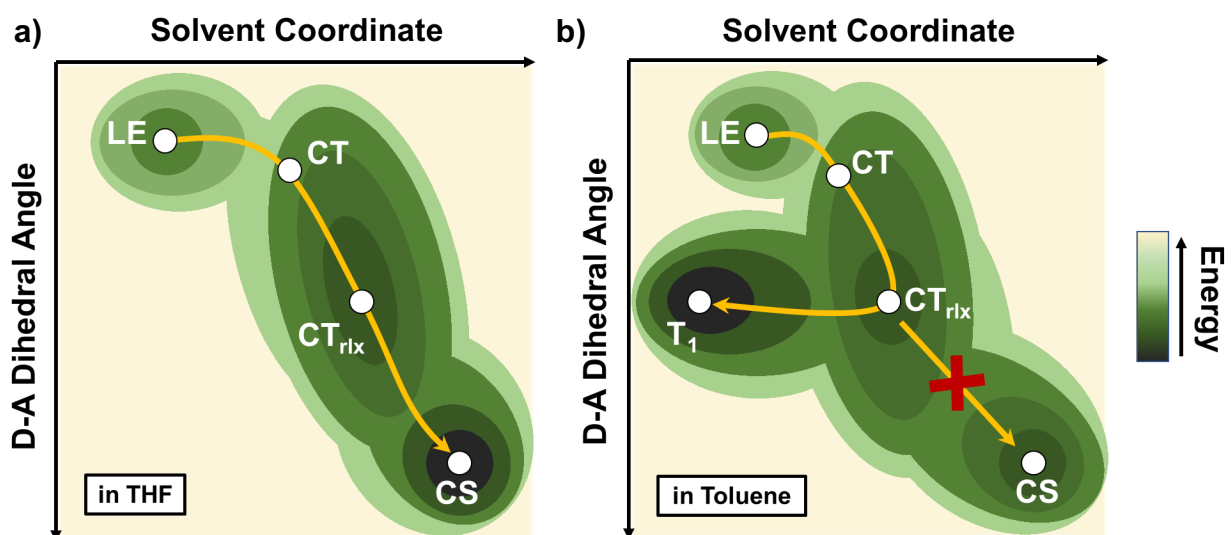 a)
Solvent Coordinate
D-A Dihedral Angle
LE
CT
CTrlx
CS
in THF
b)
Solvent Coordinate
D-A Dihedral Angle
LE
CT
CTrlx
T1
CS
in Toluene
Energy